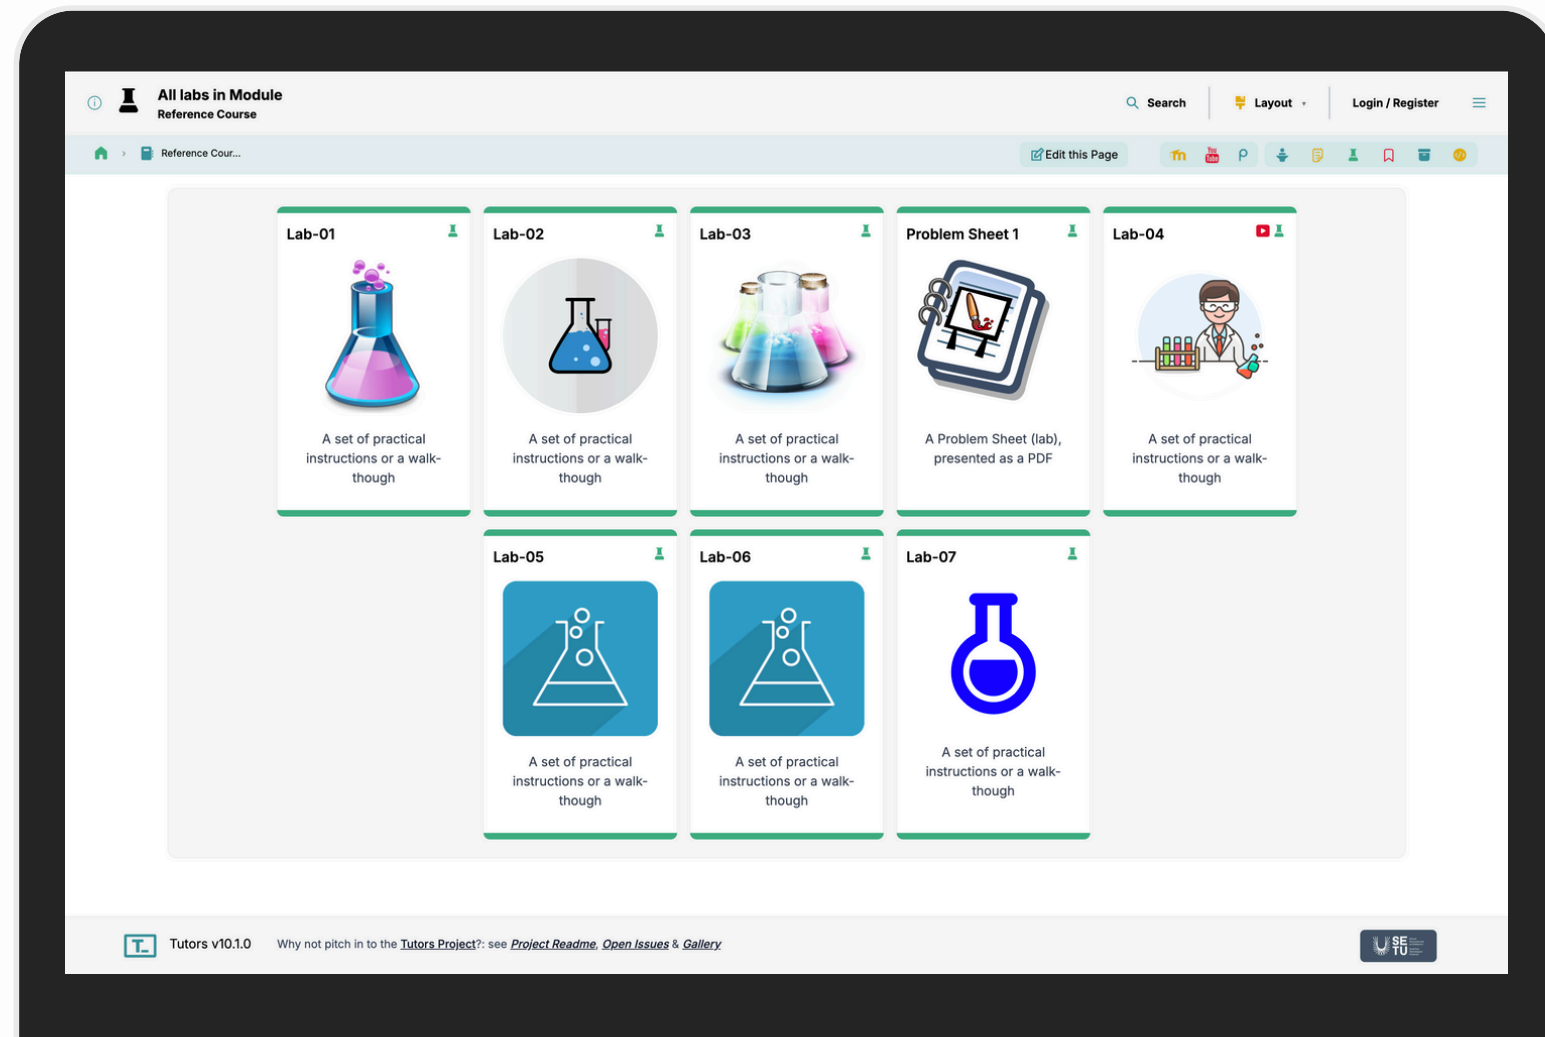 All labs in Module
Reference Course
Search
Layout
Login / Register
Reference Cour...
Edit this Page
You
Tube
Lab-01
A set of practical
instructions or a walk-
though
Lab-02
A set of practical
instructions or a walk-
though
Lab-03
A set of practical
instructions or a walk-
though
Problem Sheet 1
A Problem Sheet (lab),
presented as a PDF
Lab-04
A set of practical
instructions or a walk-
though
Lab-05
A set of practical
instructions or a walk-
though
Lab-06
A set of practical
instructions or a walk-
though
Lab-07
A set of practical
instructions or a walk-
though
T_
Tutors v10.1.0
Why not pitch in to the Tutors Project?: see Project Readme, Open Issues & Gallery
SE
TU